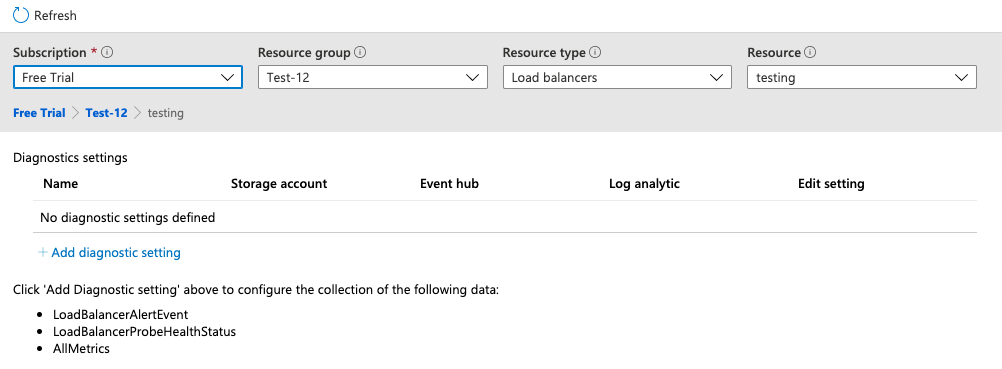 Refresh
Subscription * Resource group Resource type Resource
Free Trial Test-12 Load balancers testing
Free Trial > Test-12 > testing
Diagnostics settings
Name Storage account Event hub Log analytic Edit setting
No diagnostic settings defined
+ Add diagnostic setting
Click 'Add Diagnostic setting' above to configure the collection of the following data:
• LoadBalancerAlertEvent
• LoadBalancerProbeHealthStatus
• AllMetrics